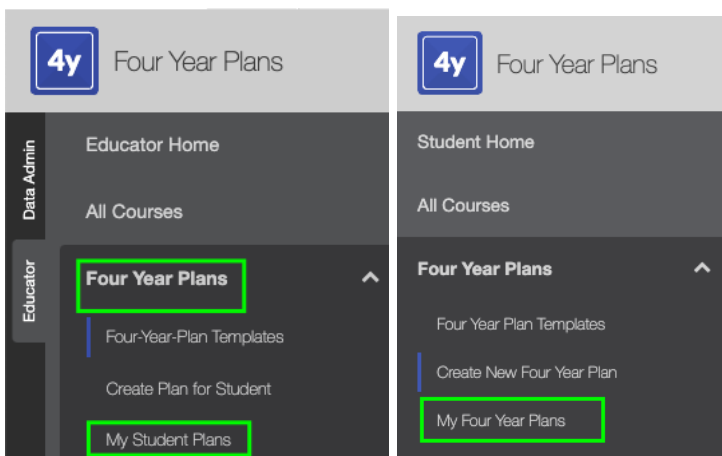 4y Four Year Plans
Data Admin
Educator
Educator Home
All Courses
Four Year Plans
Four-Year-Plan Templates
Create Plan for Student
My Student Plans
4y Four Year Plans
Student Home
All Courses
Four Year Plans
Four Year Plan Templates
Create New Four Year Plan
My Four Year Plans